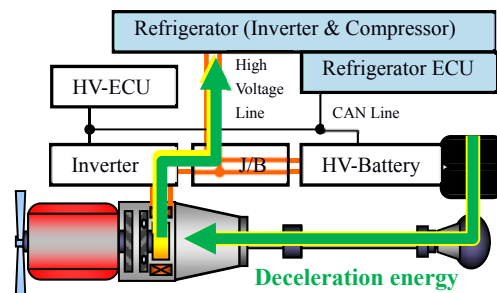 Refrigerator (Inverter & Compressor)
Refrigerator ECU
High
Voltage
Line
HV-ECU
CAN Line
Inverter
J/B
HV-Battery
Deceleration energy